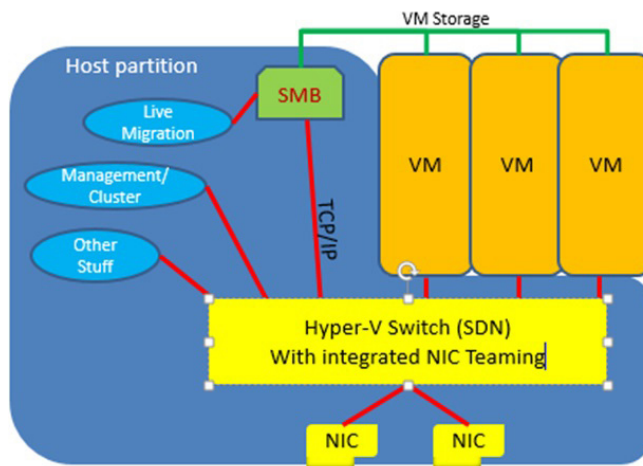 VM Storage
Host partition
SMB
Live
Migration
VM
VM
VM
Management/
Cluster
TCP/IP
Other
Stuff
Hyper-V Switch (SDN)
With integrated NIC Teaming
NIC
NIC